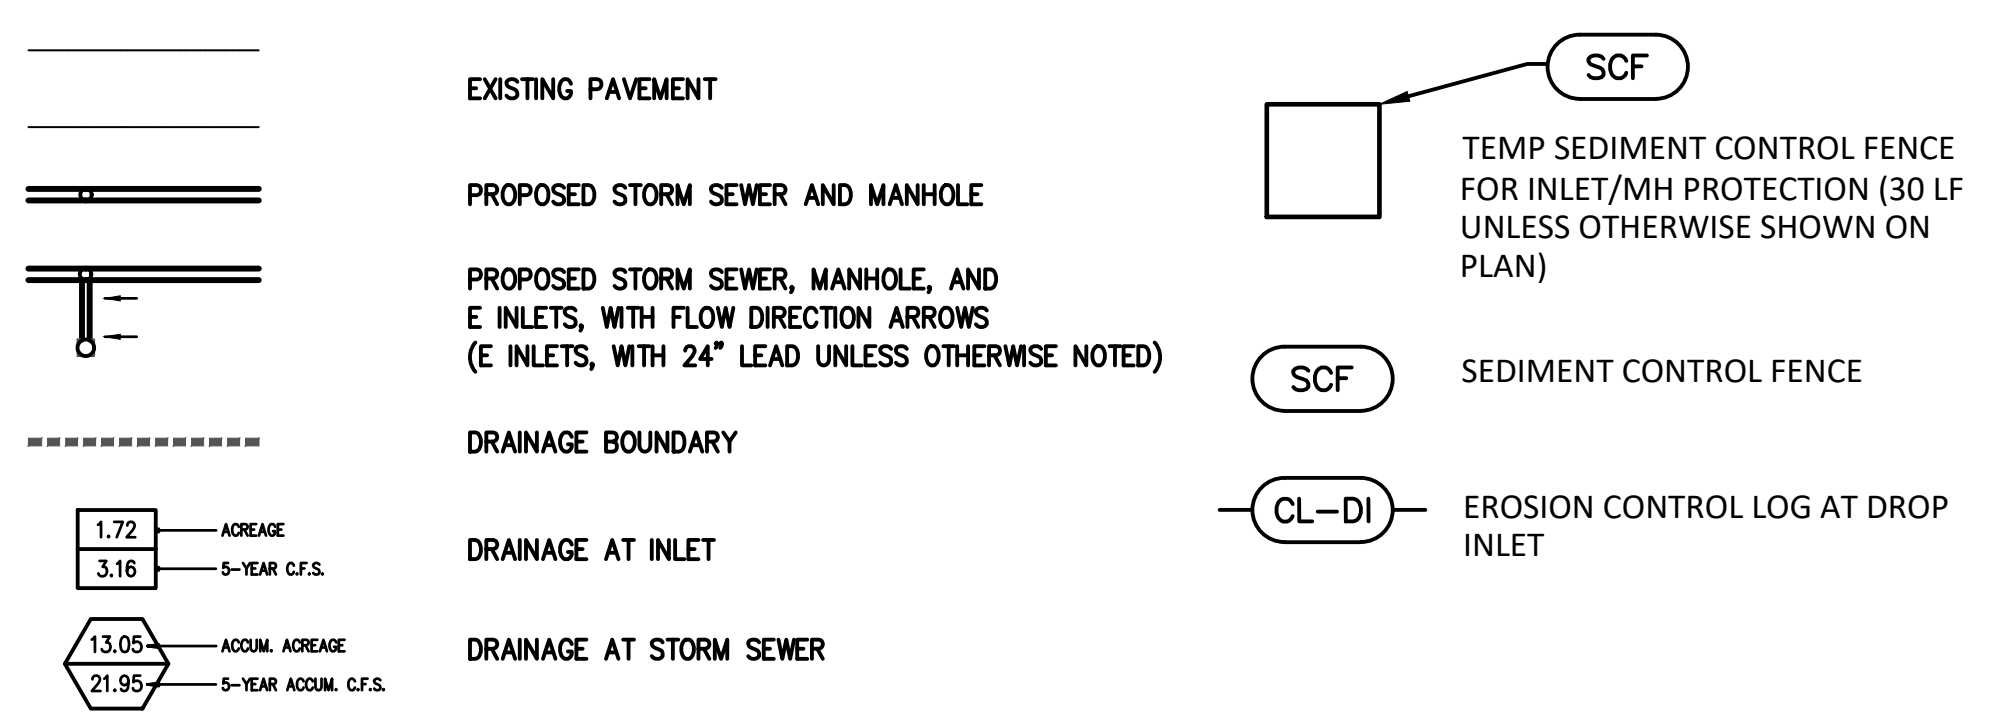 EXISTING PAVEMENT
PROPOSED STORM SEWER AND MANHOLE
PROPOSED STORM SEWER, MANHOLE, AND
E INLETS, WITH FLOW DIRECTION ARROWS
(E INLETS, WITH 24" LEAD UNLESS OTHERWISE NOTED)
DRAINAGE BOUNDARY
1.72
ACREAGE
3.16
5-YEAR C.F.S.
DRAINAGE AT INLET
13.05
ACCUM. ACREAGE
21.95
5-YEAR ACCUM. C.F.S.
DRAINAGE AT STORM SEWER
SCF
TEMP SEDIMENT CONTROL FENCE
FOR INLET/MH PROTECTION (30 LF
UNLESS OTHERWISE SHOWN ON
PLAN)
SCF
SEDIMENT CONTROL FENCE
CL-DI
EROSION CONTROL LOG AT DROP
INLET